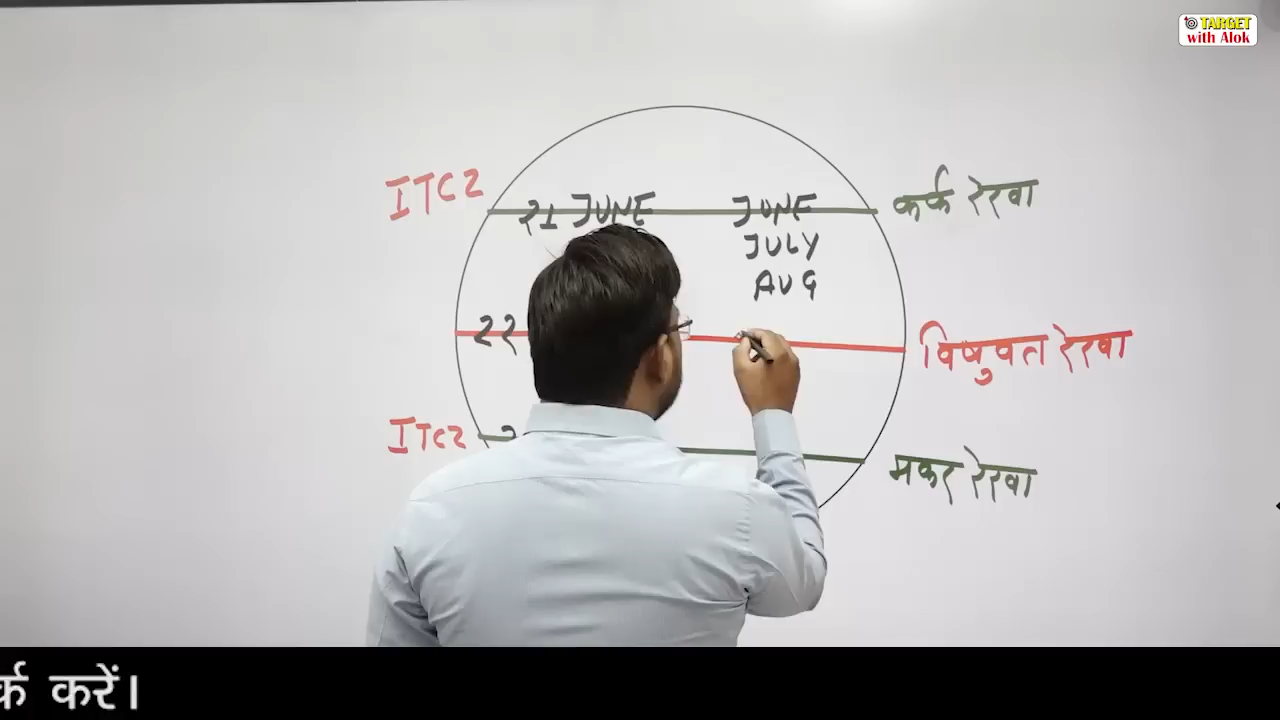 TARGET
with Alok
ITCZ
21 JUNE
JUNE
कर्क रेखा
JULY
AUG
22
विषुवत रेखा
ITCZ
मकर रेखा
र्क करें।